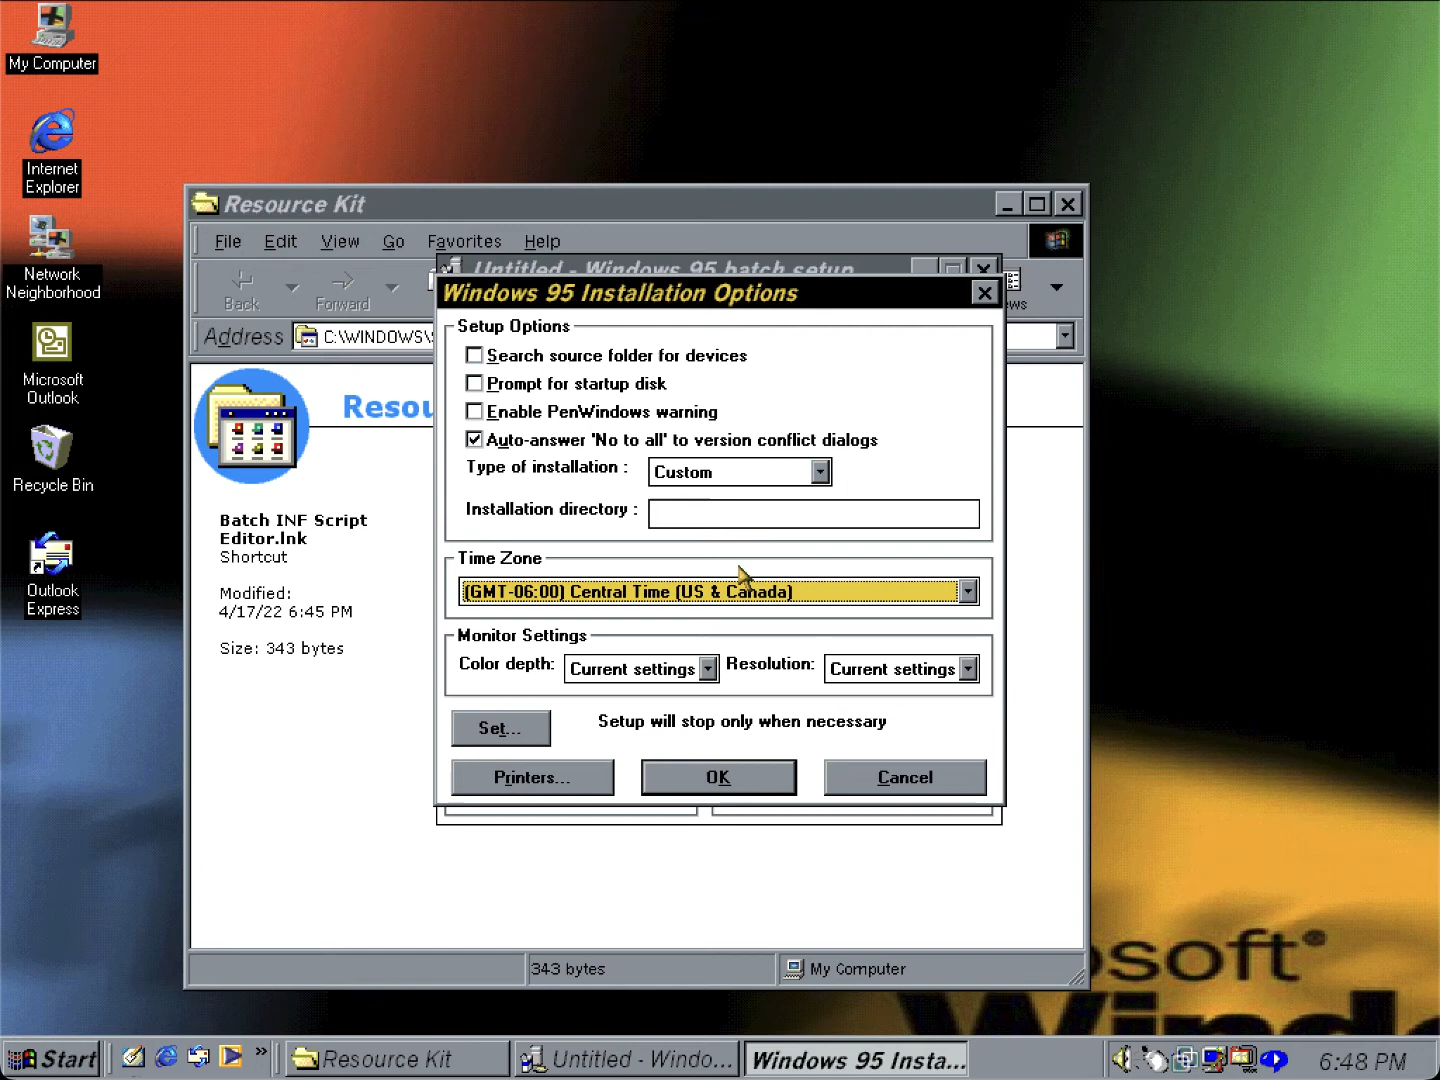 My Computer
Internet
Explorer
Network
Neighborhood
Microsoft
Outlook
Recycle Bin
Outlook
Express
Resource Kit
File Edit View Go Favorites Help
Untitled - Windows 95 batch setup
Back Forward
Address C:\WINDOWS\
Windows 95 Installation Options
Setup Options
Search source folder for devices
Prompt for startup disk
Enable PenWindows warning
Auto-answer 'No to all' to version conflict dialogs
Type of installation : Custom
Installation directory :
Time Zone
(GMT-06:00) Central Time (US & Canada)
Monitor Settings
Color depth: Current settings Resolution: Current settings
Set... Setup will stop only when necessary
Printers... OK Cancel
Batch INF Script
Editor.lnk
Shortcut
Modified:
4/17/22 6:45 PM
Size: 343 bytes
343 bytes My Computer
Start Resource Kit Untitled - Windo... Windows 95 Insta... 6:48 PM